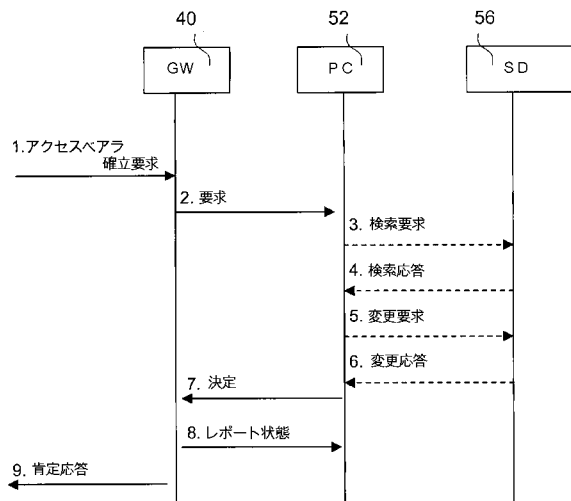 40
52
56
GW
PC
SD
1.アクセスベアラ
確立要求
2. 要求
3. 検索要求
4. 検索応答
5. 変更要求
6. 変更応答
7. 決定
8. レポート状態
9. 肯定応答